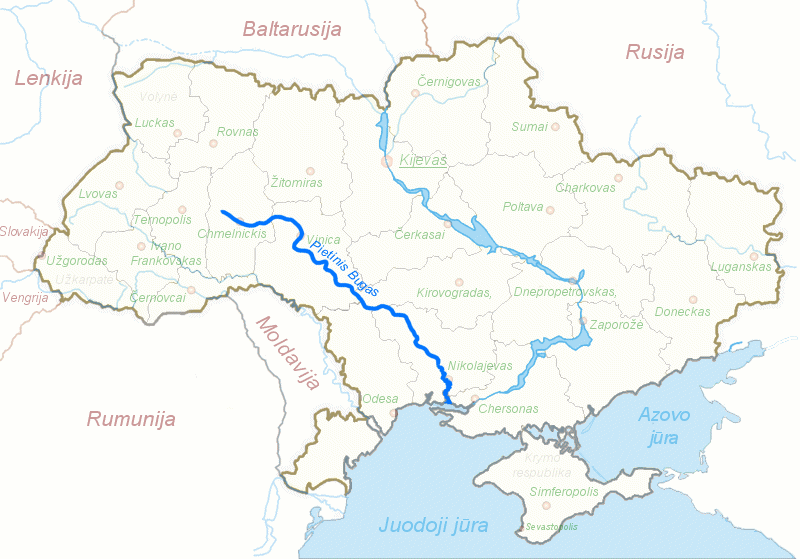 Baltarusija
Rusija
Lenkija
Černigovas
Volynė
Luckas
Rovnas
Sumai
Kijevas
Žitomiras
Charkovas
Lvovas
Poltava
Ternopolis
Chmelnickis
Vinica
Čerkasai
Slovakija
Ivano
Frankovskas
Užgorodas
Užkarpatė
Luganskas
Pietinis Bugas
Vengrija
Černovcai
Kirovogradas
Dnepropetrovskas
Doneckas
Zaporožė
Moldavija
Nikolajevas
Odesa
Chersonas
Rumunija
Azovo
jūra
Krymo
respublika
Simferopolis
Sevastopolis
Juodoji jūra